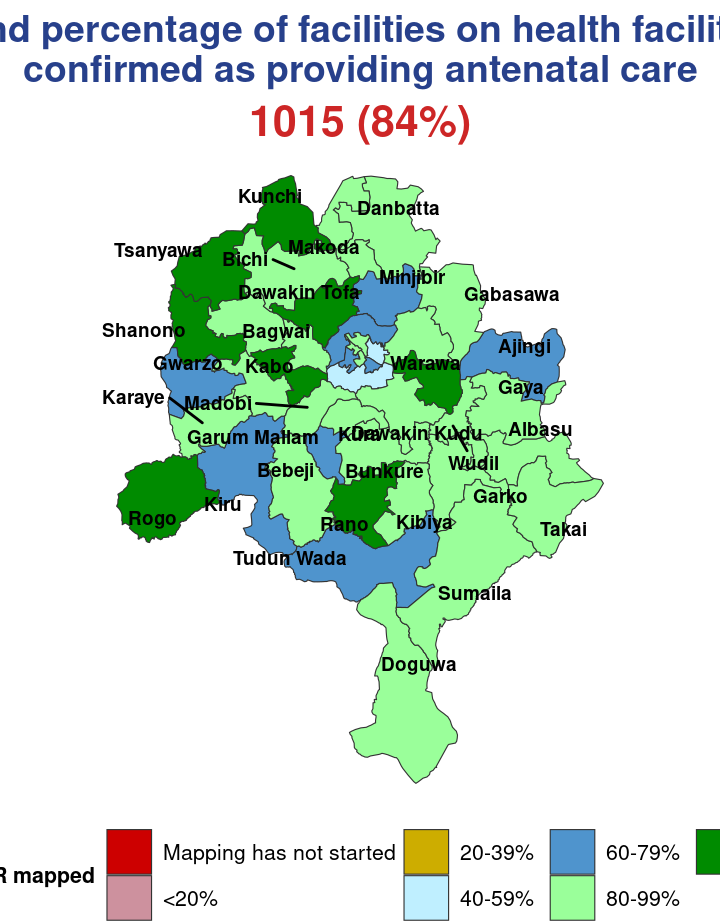 nd percentage of facilities on health facilit
confirmed as providing antenatal care
1015 (84%)
Kunchi
Danbatta
Tsanyawa
Makoda
Bichi
Minjibir
Dawakin Tofa
Gabasawa
Shanono
Bagwai
Ajingi
Gwarzo
Kabo
Warawa
Gaya
Karaye
Madobi
Garum Mallam
Kura
Dawakin Kudu
Albasu
Bebeji
Bunkure
Wudil
Garko
Kiru
Rogo
Rano
Kibiya
Takai
Tudun Wada
Sumaila
Doguwa
Mapping has not started
20-39%
60-79%
R mapped
<20%
40-59%
80-99%